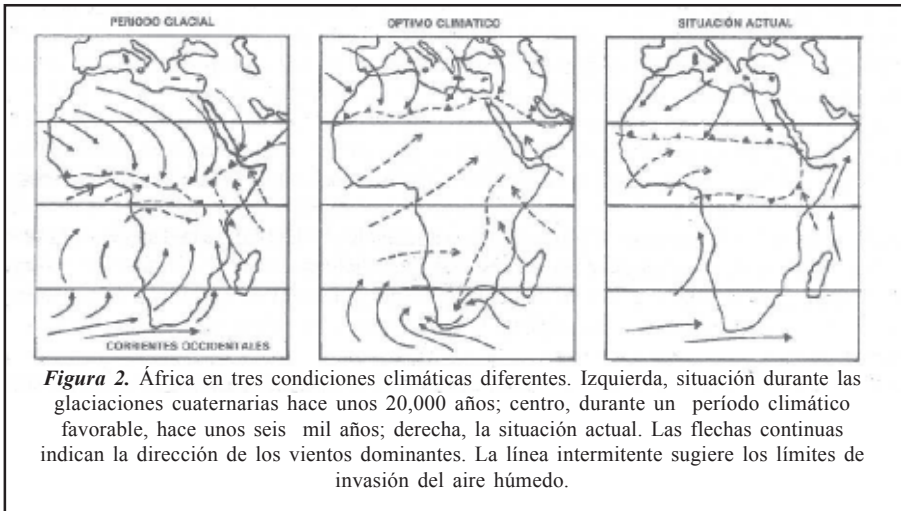 PERIODO GLACIAL
OPTIMO CLIMATICO
SITUACIÓN ACTUAL
CORRIENTES OCCIDENTALES
Figura 2. África en tres condiciones climáticas diferentes. Izquierda, situación durante las
glaciaciones cuaternarias hace unos 20,000 años; centro, durante un período climático
favorable, hace unos seis mil años; derecha, la situación actual. Las flechas continuas
indican la dirección de los vientos dominantes. La línea intermitente sugiere los límites de
invasión del aire húmedo.